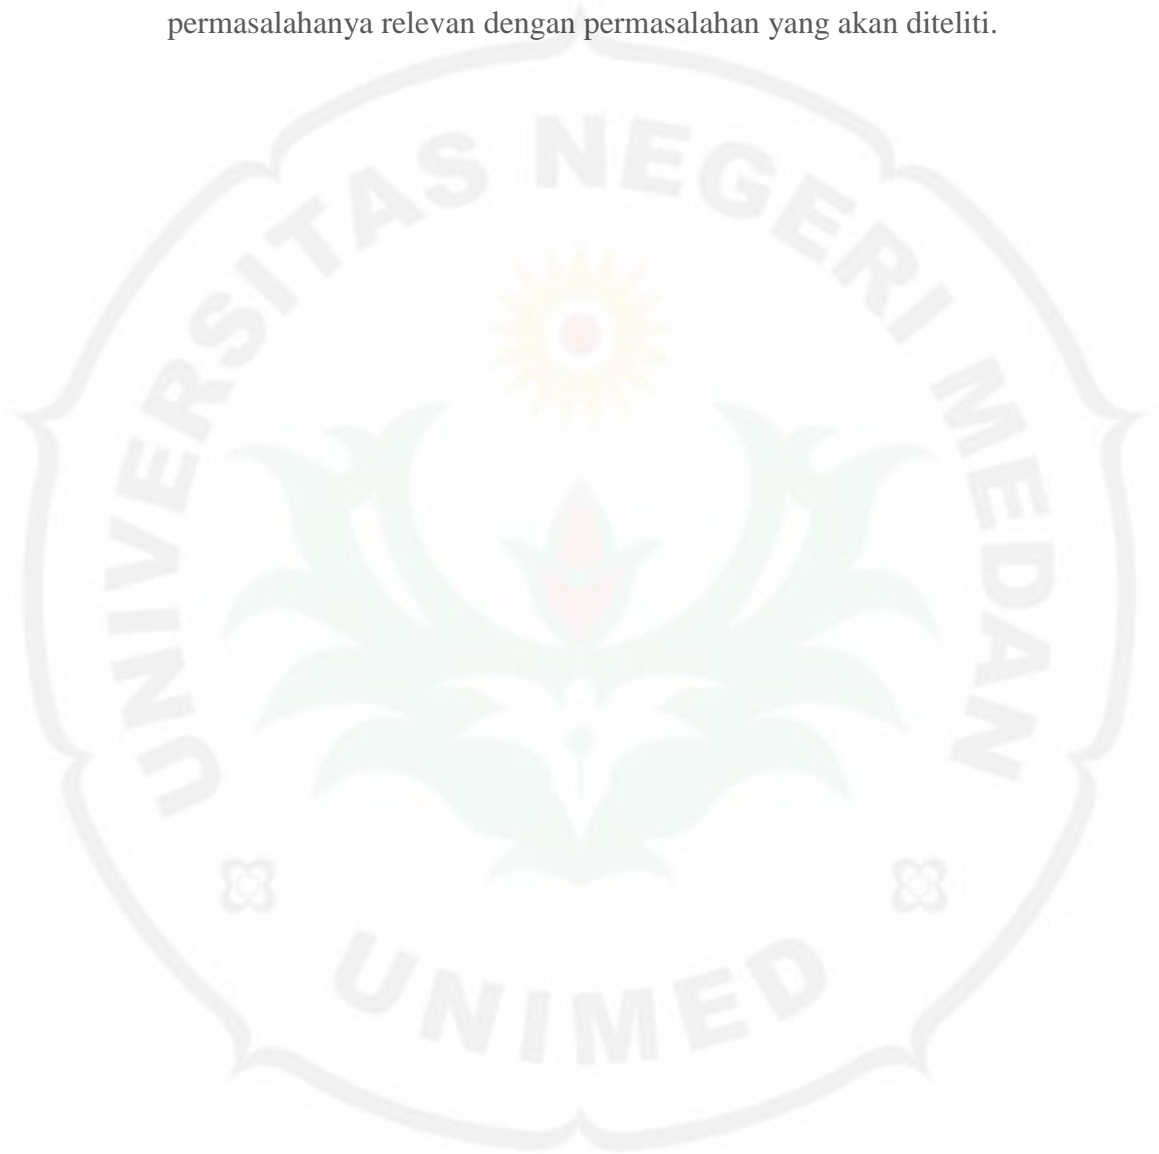 permasalahanya relevan dengan permasalahan yang akan diteliti.
UNIVERSITAS NEGERI MEDAN
UNIMED